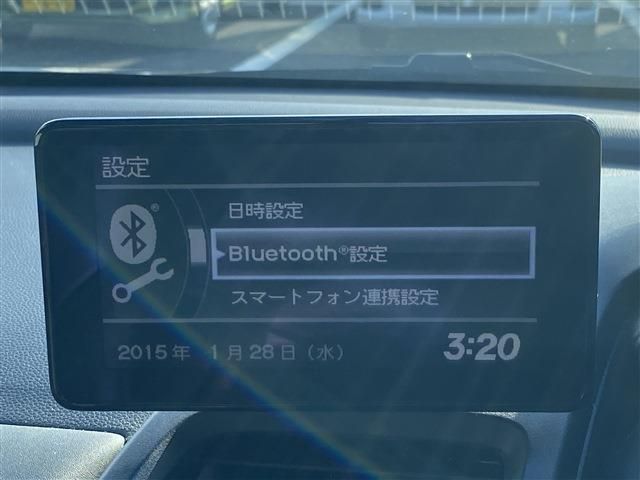 設定
日時設定
Bluetooth®設定
スマートフォン連携設定
®
2015年 1月28日（水） 3:20